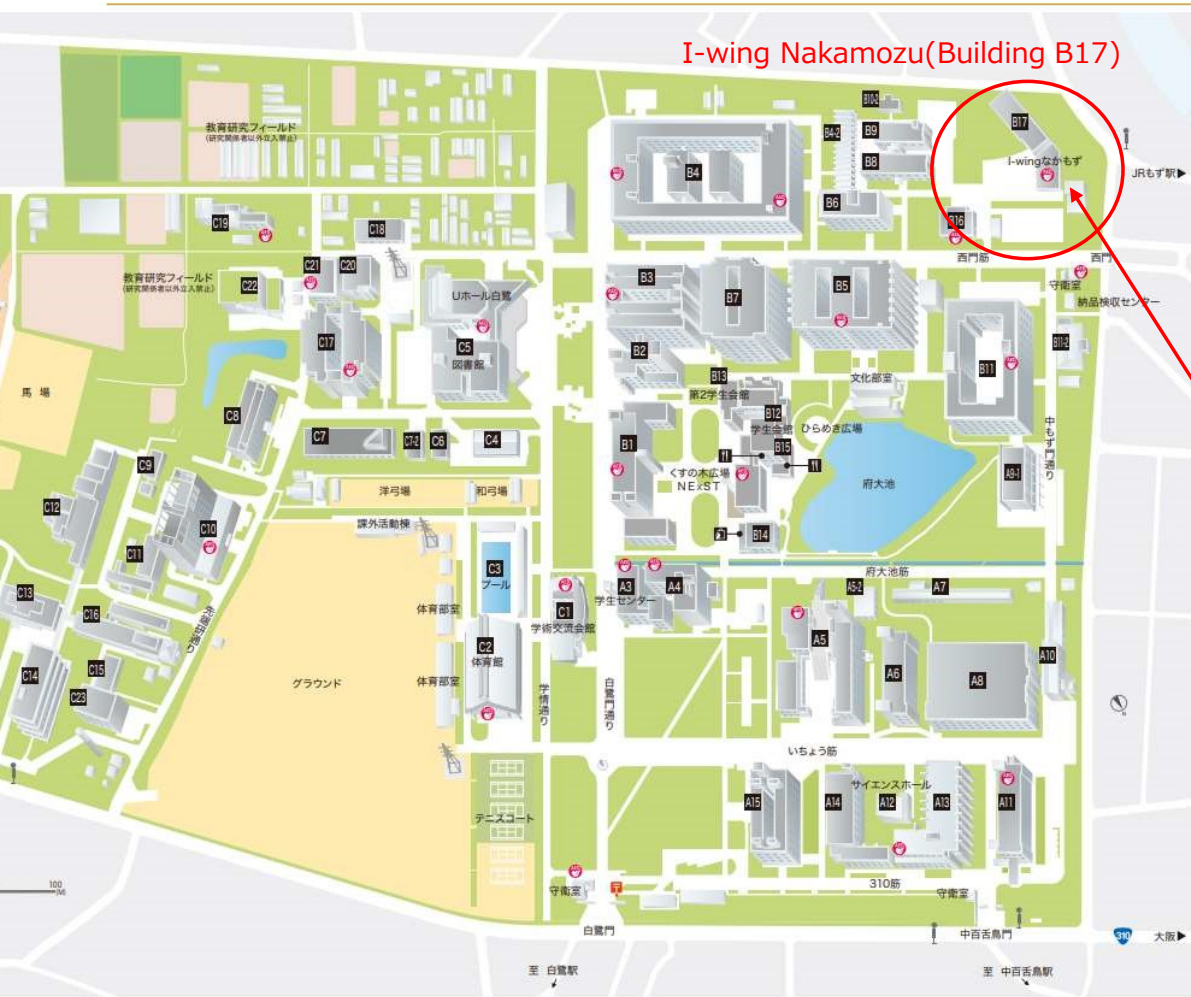 I-wing Nakamozu(Building B17)
教育研究フィールド
(研究関係者以外立入禁止)
B10-2
B17
B4-2
B9
B8
B4
I-wingなかもず
JRもず駅▶
B6
C19
B16
C18
西門筋
西門
C21
C20
教育研究フィールド
(研究関係者以外立入禁止)
C22
B3
B7
B5
守衛室
納品検収センター
Uホール白鷺
C17
C5
図書館
B2
B11
B11-2
B13
第2学生会館
文化部室
馬場
C8
B12
学生会館
ひらめき広場
中もず門通り
C7
C7-2
C6
C4
B1
B15
くすの木広場
NExST
府大池
A9-1
C9
洋弓場
和弓場
C12
C10
課外活動棟
C11
B14
C3
プール
府大池筋
C13
C16
先端研通り
体育部室
C1
学術交流会館
A3
学生センター
A4
A5-2
A7
C2
体育館
A5
C14
C15
C23
グラウンド
体育部室
学情通り
白鷺門通り
A6
A8
A10
N
いちょう筋
サイエンスホール
テニスコート
A15
A14
A12
A13
A11
100
(M)
守衛室
310筋
守衛室
白鷺門
中百舌鳥門
310
大阪▶
至 白鷺駅
至 中百舌鳥駅